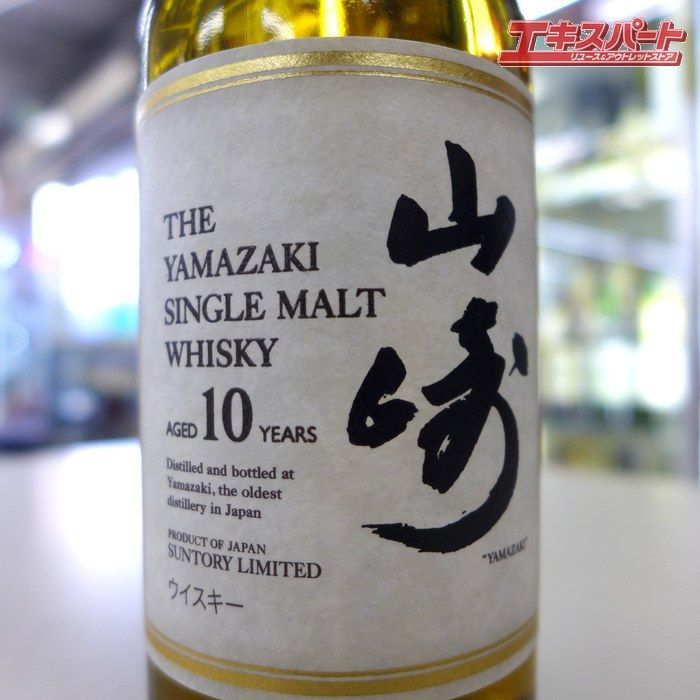 エキスパート
リユース&アウトレットストア
THE
YAMAZAKI
SINGLE MALT
WHISKY
AGED 10 YEARS
Distilled and bottled at
Yamazaki, the oldest
distillery in Japan
PRODUCT OF JAPAN
SUNTORY LIMITED
ウイスキー
山崎
"YAMAZAKI"